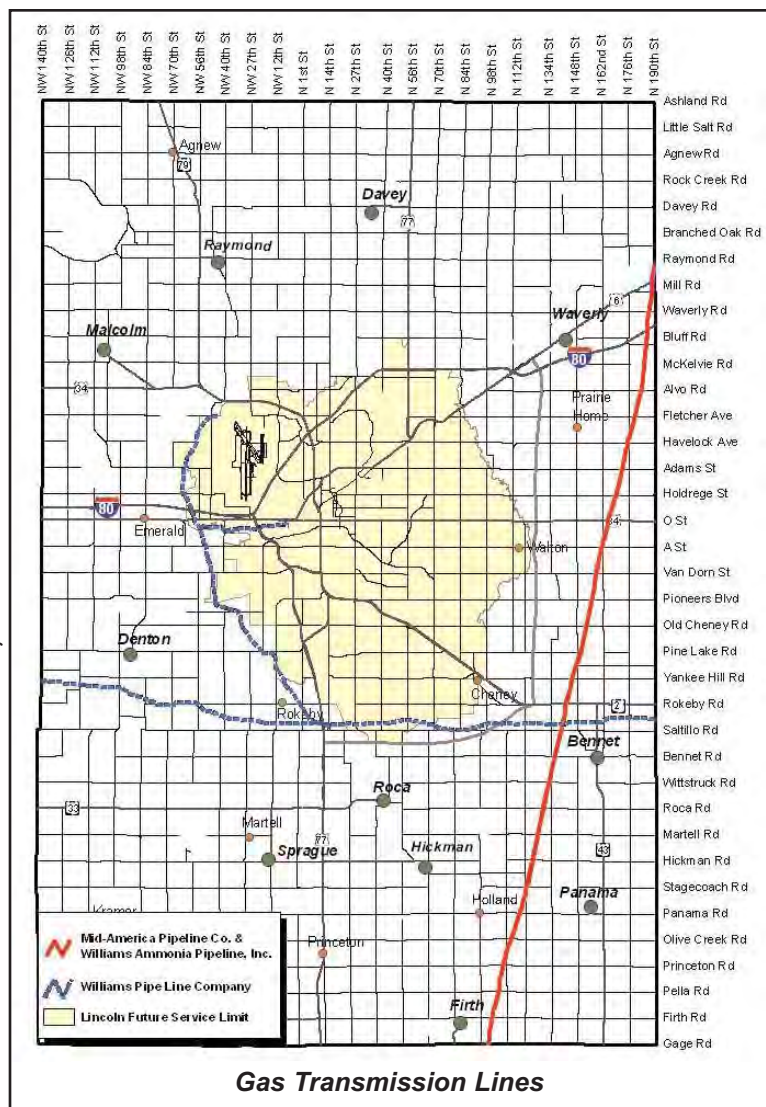 NW 140th St
NW 126th St
NW 112th St
NW 98th St
NW 84th St
NW 70th St
NW 56th St
NW 40th St
NW 27th St
NW 12th St
N 1st St
N 14th St
N 27th St
N 40th St
N 56th St
N 70th St
N 84th St
N 98th St
N 112th St
N 134th St
N 148th St
N 162nd St
N 176th St
N 190th St
Ashland Rd
Little Salt Rd
Agnew
Agnew Rd
79
Rock Creek Rd
Davey
Davey Rd
77
Branched Oak Rd
Raymond
Raymond Rd
Mill Rd
6
Waverly Rd
Waverly
Malcolm
Bluff Rd
80
McKelvie Rd
34
Alvo Rd
Prairie
Home
Fletcher Ave
Havelock Ave
Adams St
Holdrege St
80
Emerald
34
O St
Walton
A St
Van Dorn St
Pioneers Blvd
Old Cheney Rd
Denton
Pine Lake Rd
Cheney
Yankee Hill Rd
Rokeby
2
Rokeby Rd
Saltillo Rd
Bennet
Bennet Rd
Wittstruck Rd
Roca
33
Roca Rd
Martell
77
Martell Rd
Sprague
Hickman
43
Hickman Rd
Stagecoach Rd
Panama
Kramer
Holland
Panama Rd
Mid-America Pipeline Co. &
Williams Ammonia Pipeline, Inc.
Olive Creek Rd
Princeton
Princeton Rd
Williams Pipe Line Company
Pella Rd
Lincoln Future Service Limit
Firth
Firth Rd
Gage Rd
Gas Transmission Lines